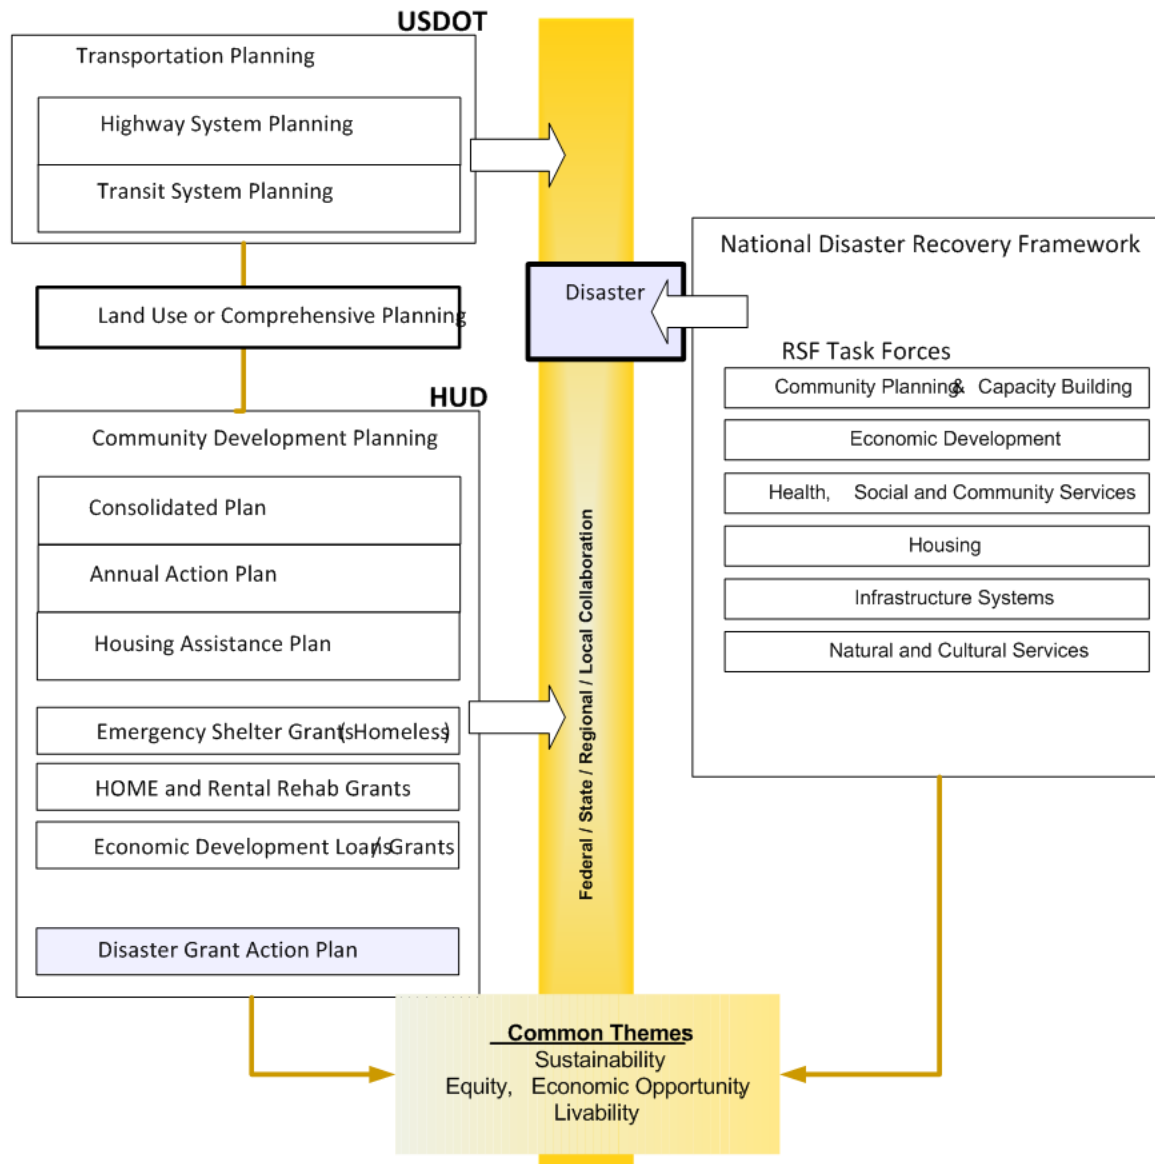 USDOT
Transportation Planning
Highway System Planning
Transit System Planning
Land Use or Comprehensive Planning
HUD
Community Development Planning
Consolidated Plan
Annual Action Plan
Housing Assistance Plan
Emergency Shelter Grants (Homeless)
HOME and Rental Rehab Grants
Economic Development Loans/Grants
Disaster Grant Action Plan
Disaster
Federal / State / Regional / Local Collaboration
National Disaster Recovery Framework
RSF Task Forces
Community Planning & Capacity Building
Economic Development
Health, Social and Community Services
Housing
Infrastructure Systems
Natural and Cultural Services
Common Themes
Sustainability
Equity, Economic Opportunity
Livability